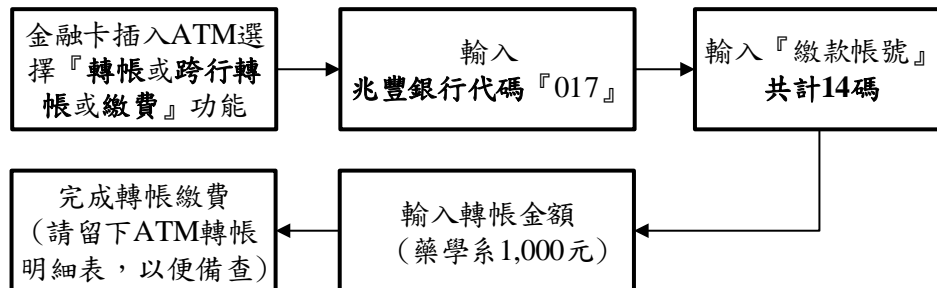 金融卡插入ATM選
擇『轉帳或跨行轉
帳或繳費』功能
輸入
兆豐銀行代碼『017』
輸入『繳款帳號』
共計14碼
輸入轉帳金額
（藥學系1,000元）
完成轉帳繳費
（請留下ATM轉帳
明細表，以便備查）